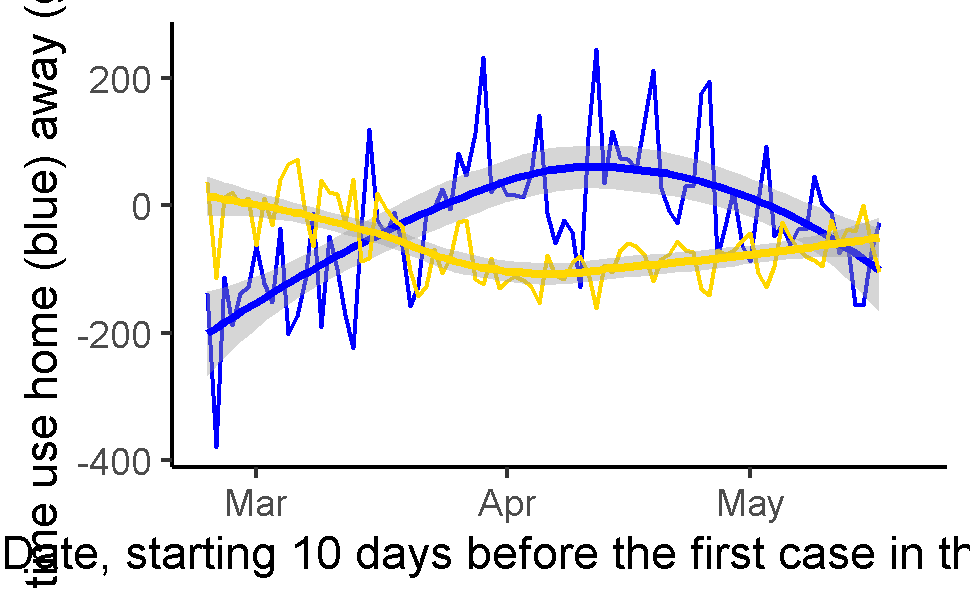 time use home (blue) away (
200
0
-200
-400
Mar Apr May
Date, starting 10 days before the first case in th